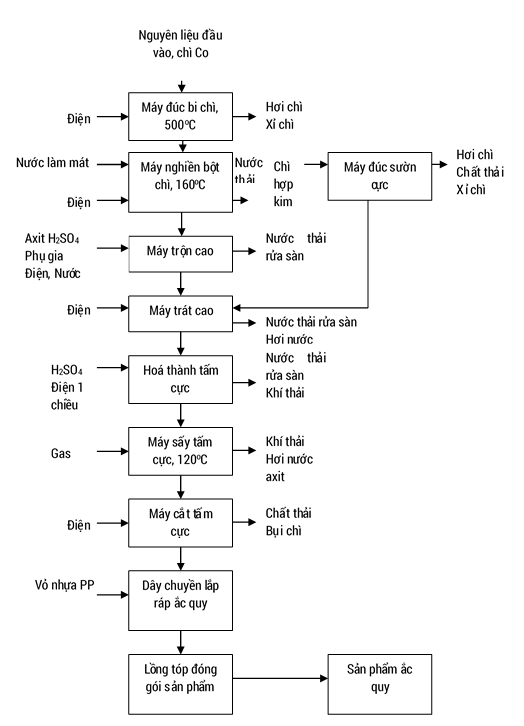 Nguyên liệu đầu
vào, chì Co
Điện
Máy đúc bi chì,
500ºC
Hơi chì
Xỉ chì
Nước làm mát
Điện
Máy nghiền bột
chì, 160ºC
Nước
thải
Chì
hợp
kim
Máy đúc sườn
cực
Hơi chì
Chất thải
Xỉ chì
Axit H₂SO₄
Phụ gia
Điện, Nước
Máy trộn cao
Nước thải
rửa sàn
Điện
Máy trát cao
Nước thải rửa sàn
Hơi nước
H₂SO₄
Điện 1
chiều
Hoá thành tấm
cực
Nước thải
rửa sàn
Khí thải
Gas
Máy sấy tấm
cực, 120ºC
Khí thải
Hơi nước
axit
Điện
Máy cắt tấm
cực
Chất thải
Bụi chì
Vỏ nhựa PP
Dây chuyền lắp
ráp ắc quy
Lồng tóp đóng
gói sản phẩm
Sản phẩm ắc
quy